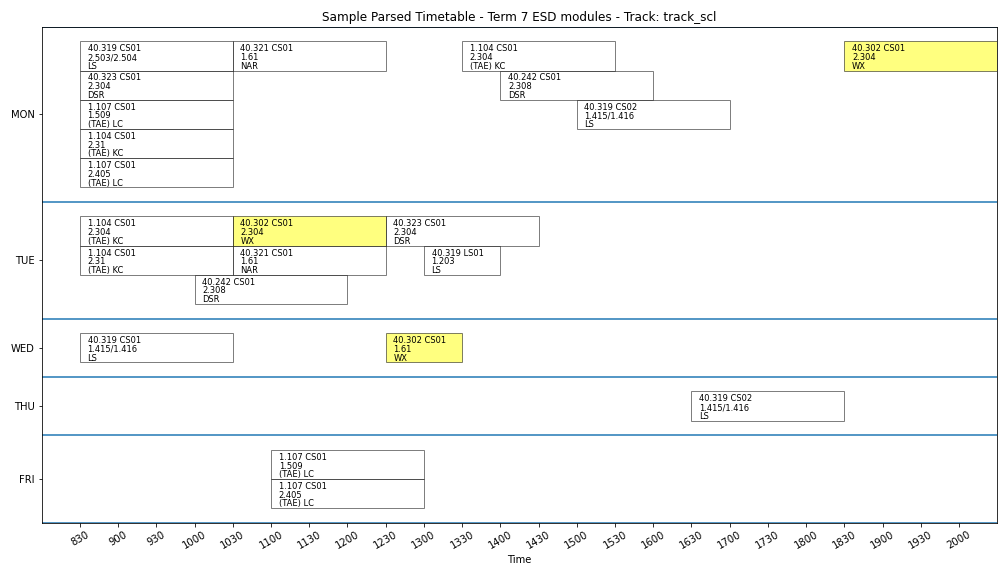 Sample Parsed Timetable - Term 7 ESD modules - Track: track_scl
MON
40.319 CS01
2.503/2.504
LS
40.321 CS01
1.61
NAR
1.104 CS01
2.304
(TAE) KC
40.302 CS01
2.304
WX
40.323 CS01
2.304
DSR
40.242 CS01
2.308
DSR
1.107 CS01
1.509
(TAE) LC
40.319 CS02
1.415/1.416
LS
1.104 CS01
2.31
(TAE) KC
1.107 CS01
2.405
(TAE) LC
TUE
1.104 CS01
2.304
(TAE) KC
40.302 CS01
2.304
WX
40.323 CS01
2.304
DSR
1.104 CS01
2.31
(TAE) KC
40.321 CS01
1.61
NAR
40.319 LS01
1.203
LS
40.242 CS01
2.308
DSR
WED
40.319 CS01
1.415/1.416
LS
40.302 CS01
1.61
WX
THU
40.319 CS02
1.415/1.416
LS
FRI
1.107 CS01
1.509
(TAE) LC
1.107 CS01
2.405
(TAE) LC
830 900 930 1000 1030 1100 1130 1200 1230 1300 1330 1400 1430 1500 1530 1600 1630 1700 1730 1800 1830 1900 1930 2000
Time